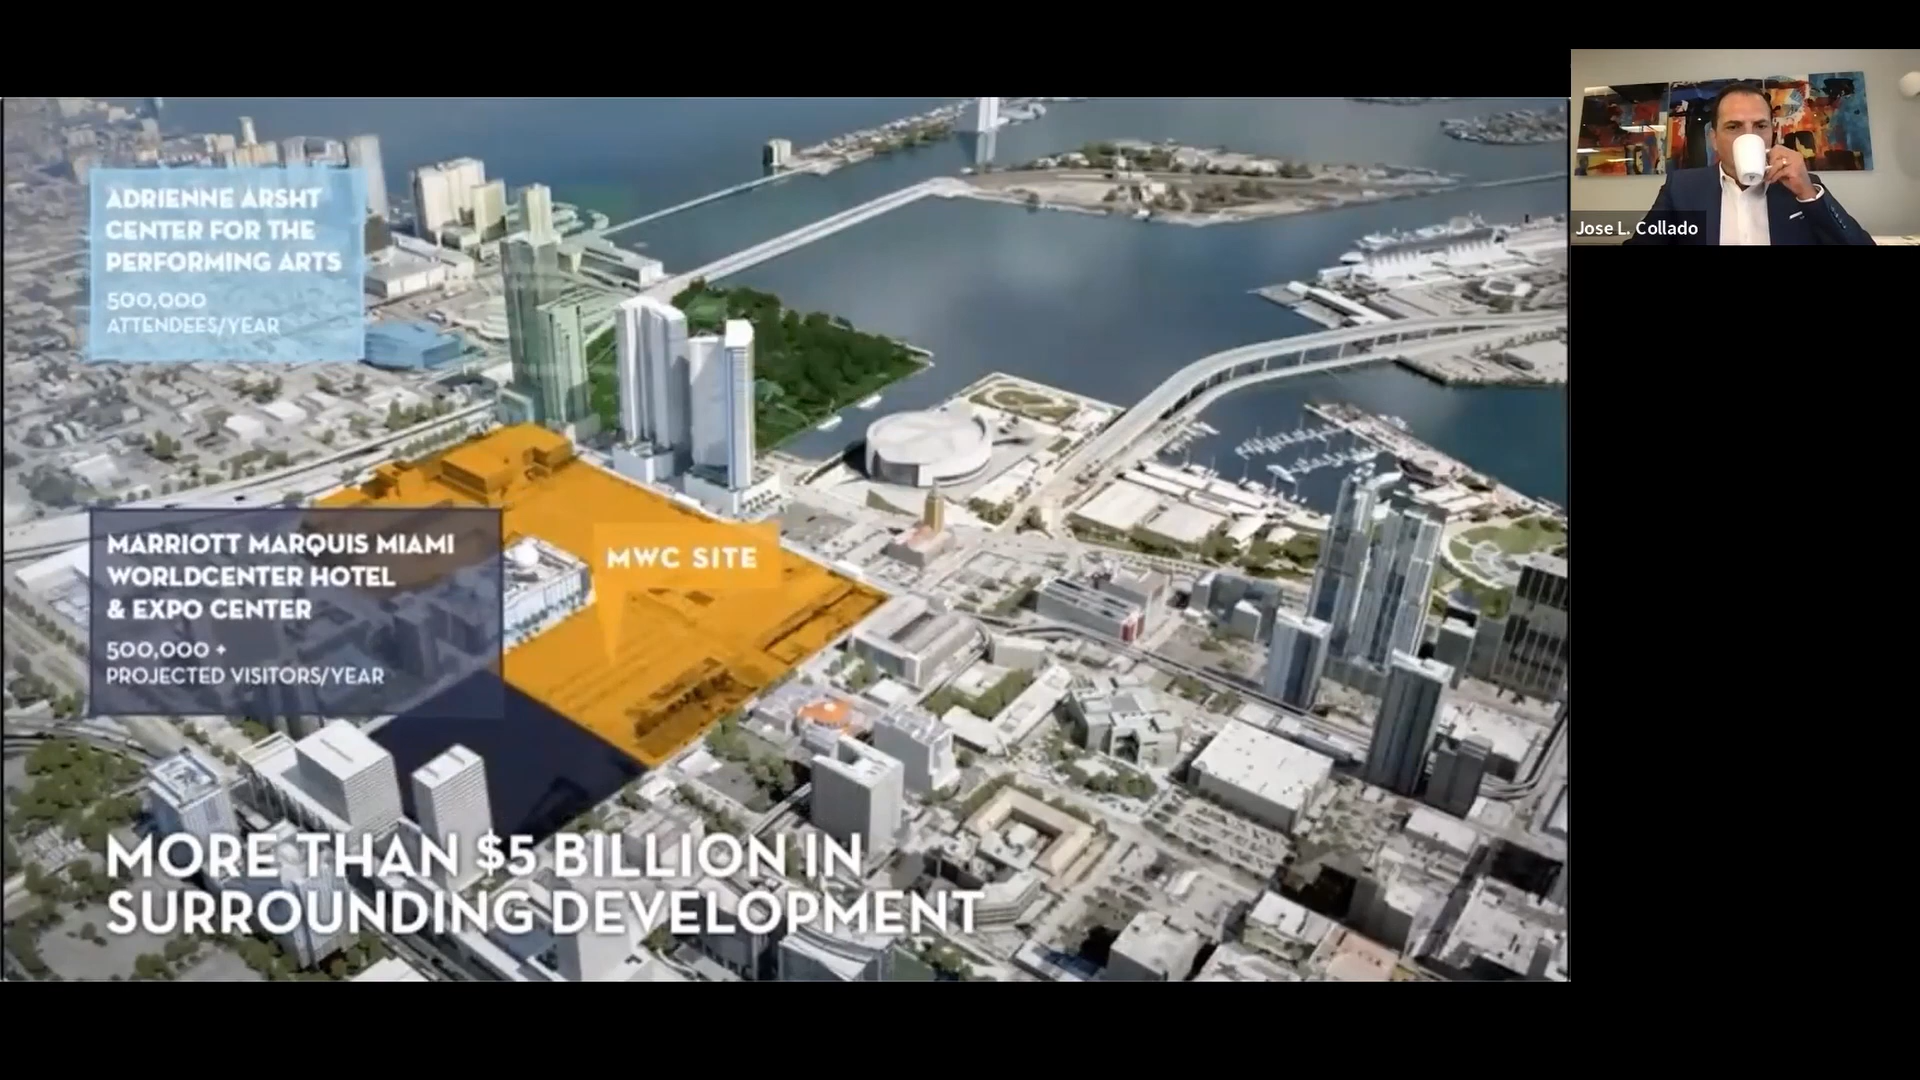 ADRIENNE ARSHT
CENTER FOR THE
PERFORMING ARTS
500,000
ATTENDEES/YEAR
MARRIOTT MARQUIS MIAMI
WORLDCENTER HOTEL
& EXPO CENTER
500,000 +
PROJECTED VISITORS/YEAR
MWC SITE
MORE THAN $5 BILLION IN
SURROUNDING DEVELOPMENT
Jose L. Collado